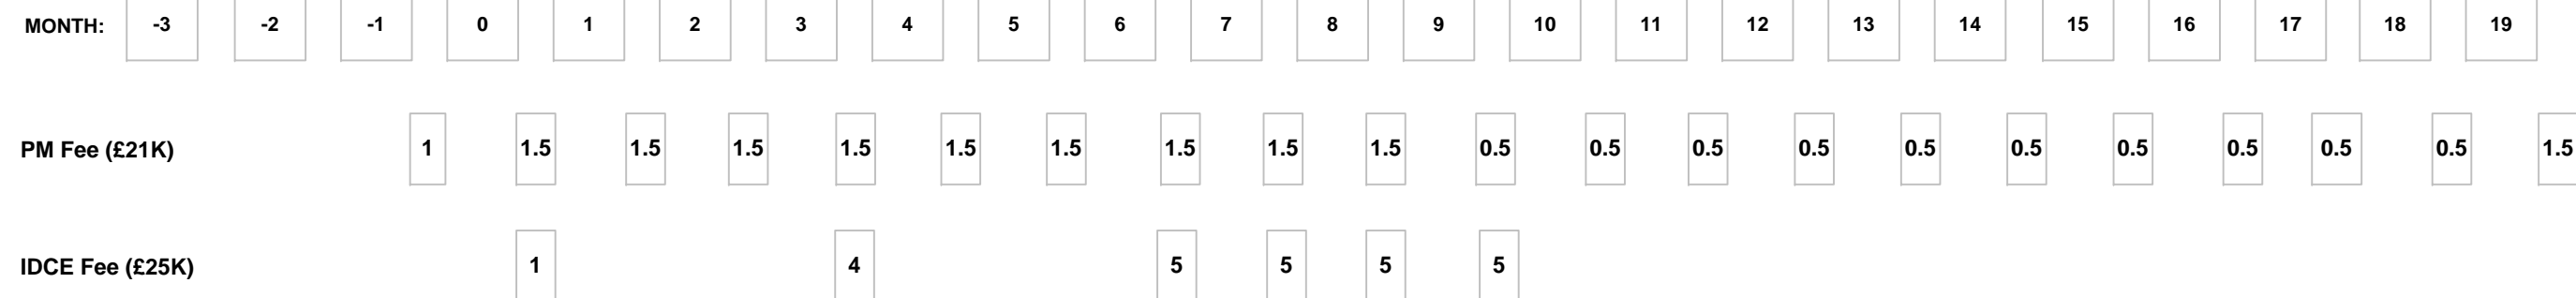 MONTH: -3 -2 -1 0 1 2 3 4 5 6 7 8 9 10 11 12 13 14 15 16 17 18 19
PM Fee (£21K) 1 1.5 1.5 1.5 1.5 1.5 1.5 1.5 1.5 1.5 0.5 0.5 0.5 0.5 0.5 0.5 0.5 0.5 0.5 0.5 1.5
IDCE Fee (£25K) 1 4 5 5 5 5